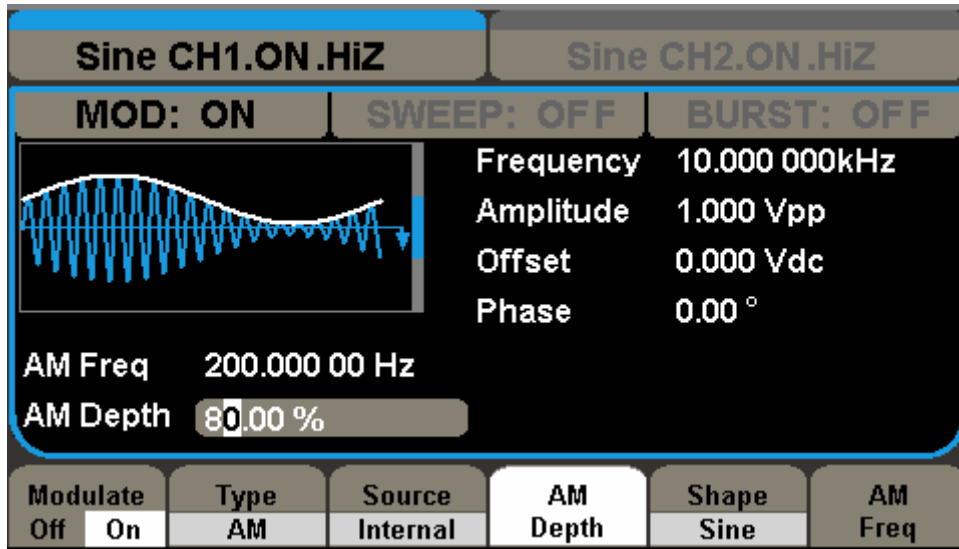 Sine CH1.ON.HiZ
Sine CH2.ON.HiZ
MOD: ON
SWEEP: OFF
BURST: OFF
Frequency 10.000 000kHz
Amplitude 1.000 Vpp
Offset 0.000 Vdc
Phase 0.00 °
AM Freq 200.000 00 Hz
AM Depth 80.00 %
Modulate
Off On
Type
AM
Source
Internal
AM
Depth
Shape
Sine
AM
Freq